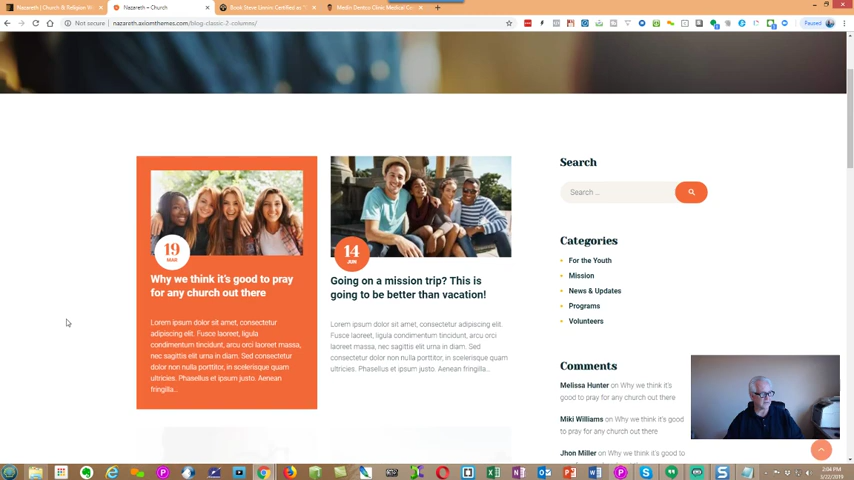 Nazareth | Church & Religion W
Nazareth – Church
Book Steve Unnins Certified as
Medin Dentics Clinic Medical
Not secure | nazareth.axiomthemes.com/blog-classic-2-columns/
Paused
Search
Search ...
19
MAR
14
JUN
Why we think it's good to pray
for any church out there
Going on a mission trip? This is
going to be better than vacation!
Lorem ipsum dolor sit amet, consectetur
adipiscing elit. Fusce laoreet, ligula
condimentum tincidunt, arcu orci
laoreet massa, nec sagittis elit urna in
diam. Sed consectetur
dolor non nulla porttitor, in scelerisque
quam ultricies. Phasellus et ipsum justo. Aenean
fringilla...
Lorem ipsum dolor sit amet, consectetur adipiscing elit.
Fusce laoreet, ligula condimentum tincidunt, arcu orci
laoreet massa, nec sagittis elit urna in diam. Sed
consectetur dolor non nulla porttitor, in scelerisque quam
ultricies. Phasellus et ipsum justo. Aenean fringilla...
Categories
For the Youth
Mission
News & Updates
Programs
Volunteers
Comments
Melissa Hunter on Why we think it's
good to pray for any church out there
Miki Williams on Why we think it's good
to pray for any church out there
Jhon Miller on Why we think it's good to
2:04 PM
5/22/2019